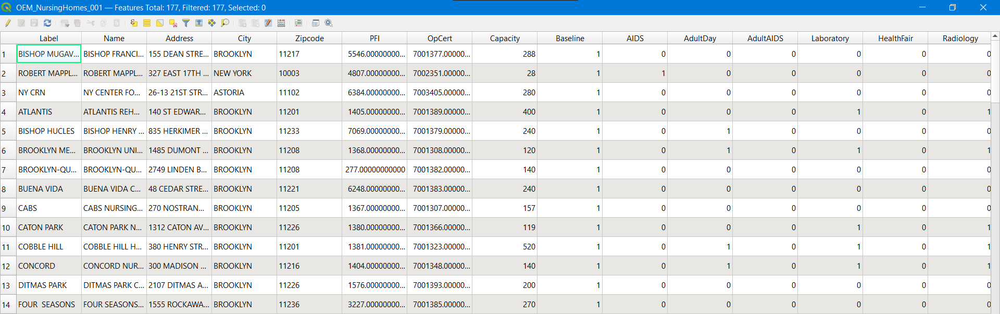 OEM_NursingHomes_001 — Features Total: 177, Filtered: 177, Selected: 0
Label Name Address City Zipcode PFI OpCert Capacity Baseline AIDS AdultDay AdultAIDS Laboratory HealthFair Radiology
1 BISHOP MUGAV... BISHOP FRANCI... 155 DEAN STRE... BROOKLYN 11217 5546.00000000... 7001377.00000... 288 1 0 0 0 0 0 0
2 ROBERT MAPPL... ROBERT MAPPL... 327 EAST 17TH ... NEW YORK 10003 4807.00000000... 7002351.00000... 28 1 1 0 0 0 0 0
3 NY CRN NY CENTER FO... 26-13 21ST STR... ASTORIA 11102 6384.00000000... 7003405.00000... 280 1 0 0 0 0 0 0
4 ATLANTIS ATLANTIS REH... 140 ST EDWAR... BROOKLYN 11201 1405.00000000... 7001389.00000... 400 1 0 0 0 1 0 1
5 BISHOP HUCLES BISHOP HENRY ... 835 HERKIMER ... BROOKLYN 11233 7069.00000000... 7001379.00000... 240 1 0 1 0 0 0 0
6 BROOKLYN ME... BROOKLYN UNI... 1485 DUMONT ... BROOKLYN 11208 1368.00000000... 7001308.00000... 120 1 0 1 0 1 0 1
7 BROOKLYN-QU... BROOKLYN-QU... 2749 LINDEN B... BROOKLYN 11208 277.00000000000 7001382.00000... 140 1 0 0 0 0 0 0
8 BUENA VIDA BUENA VIDA C... 48 CEDAR STRE... BROOKLYN 11221 6248.00000000... 7001383.00000... 240 1 0 0 0 0 0 0
9 CABS CABS NURSING... 270 NOSTRAN... BROOKLYN 11205 1367.00000000... 7001307.00000... 157 1 0 0 0 0 0 0
10 CATON PARK CATON PARK N... 1312 CATON AV... BROOKLYN 11226 1380.00000000... 7001366.00000... 119 1 0 0 0 1 0 1
11 COBBLE HILL COBBLE HILL H... 380 HENRY STR... BROOKLYN 11201 1381.00000000... 7001323.00000... 520 1 0 1 0 1 0 1
12 CONCORD CONCORD NUR... 300 MADISON ... BROOKLYN 11216 1404.00000000... 7001348.00000... 140 1 0 1 0 1 0 1
13 DITMAS PARK DITMAS PARK C... 2107 DITMAS A... BROOKLYN 11226 1576.00000000... 7001393.00000... 200 1 0 0 0 0 0 0
14 FOUR  SEASONS FOUR SEASONS... 1555 ROCKAWA... BROOKLYN 11236 3227.00000000... 7001385.00000... 270 1 0 0 0 0 0 0